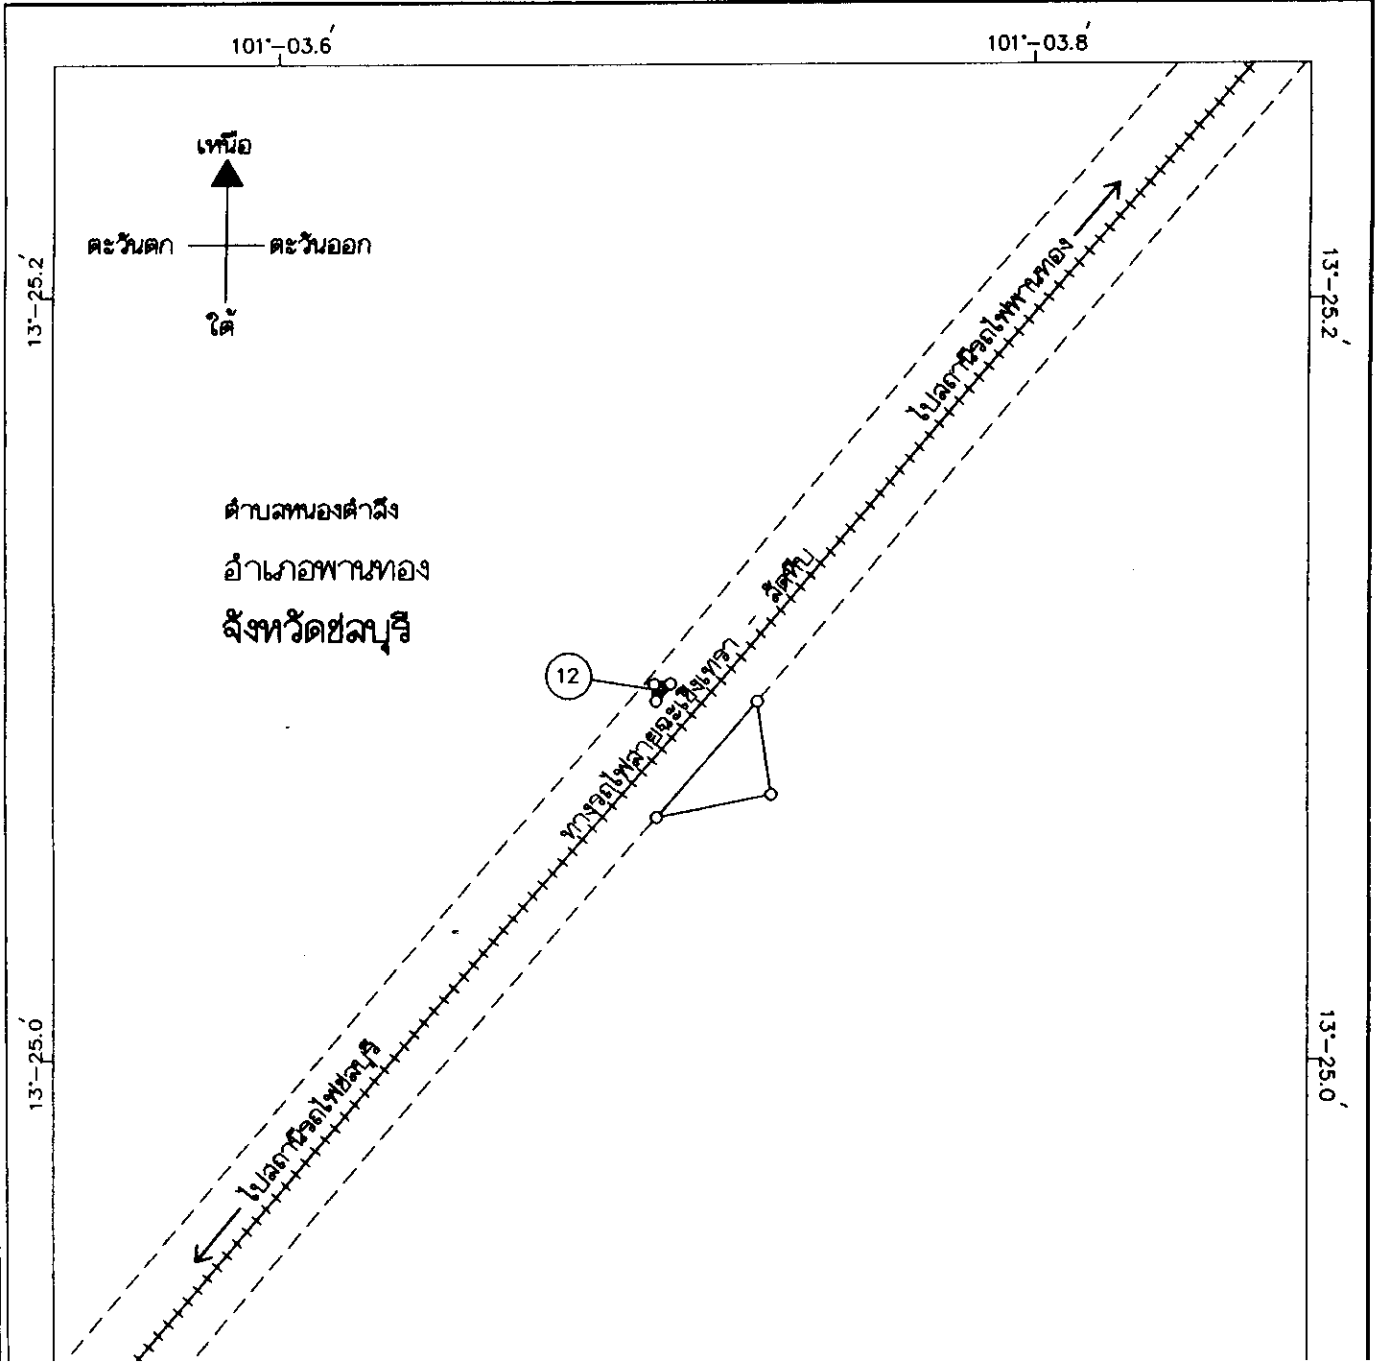 101°-03.6′
101°-03.8′
เหนือ
ตะวันตก
ตะวันออก
ใต้
13°-25.2′
13°-25.2′
ไปสถานีรถไฟพานทอง
ตำบลหนองตำลึง
อำเภอพานทอง
จังหวัดชลบุรี
12
ทางรถไฟสายฉะเชิงเทรา - สัตหีบ
13°-25.0′
13°-25.0′
ไปสถานีรถไฟชลบุรี